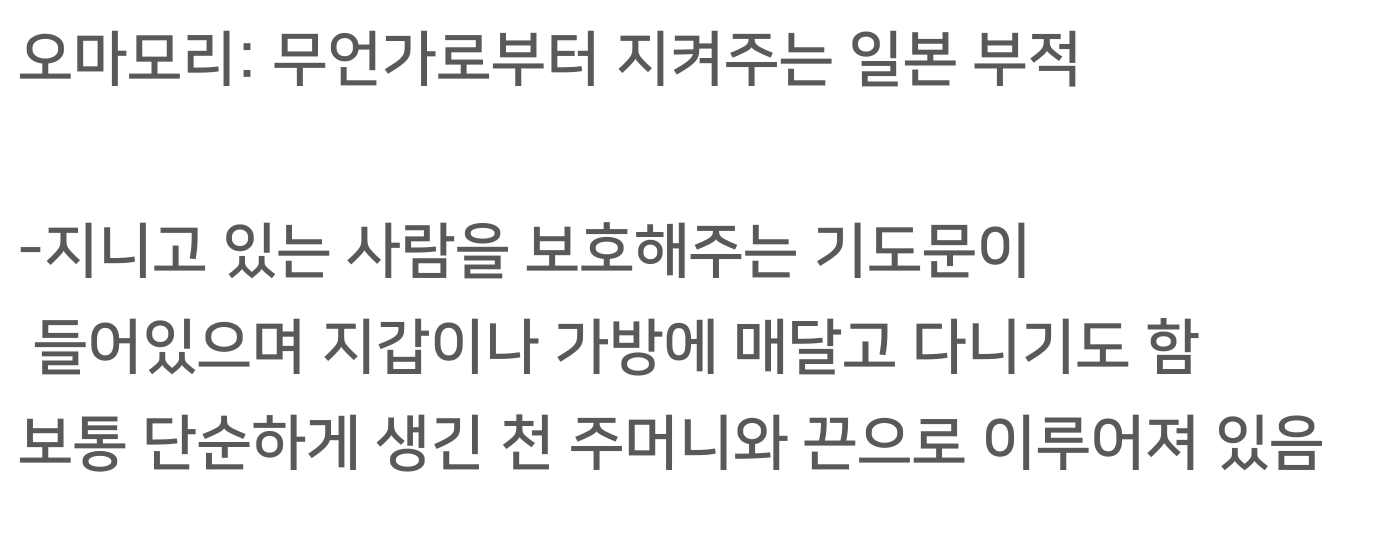 오마모리: 무언가로부터 지켜주는 일본 부적
-지니고 있는 사람을 보호해주는 기도문이
들어있으며 지갑이나 가방에 매달고 다니기도 함
보통 단순하게 생긴 천 주머니와 끈으로 이루어져 있음